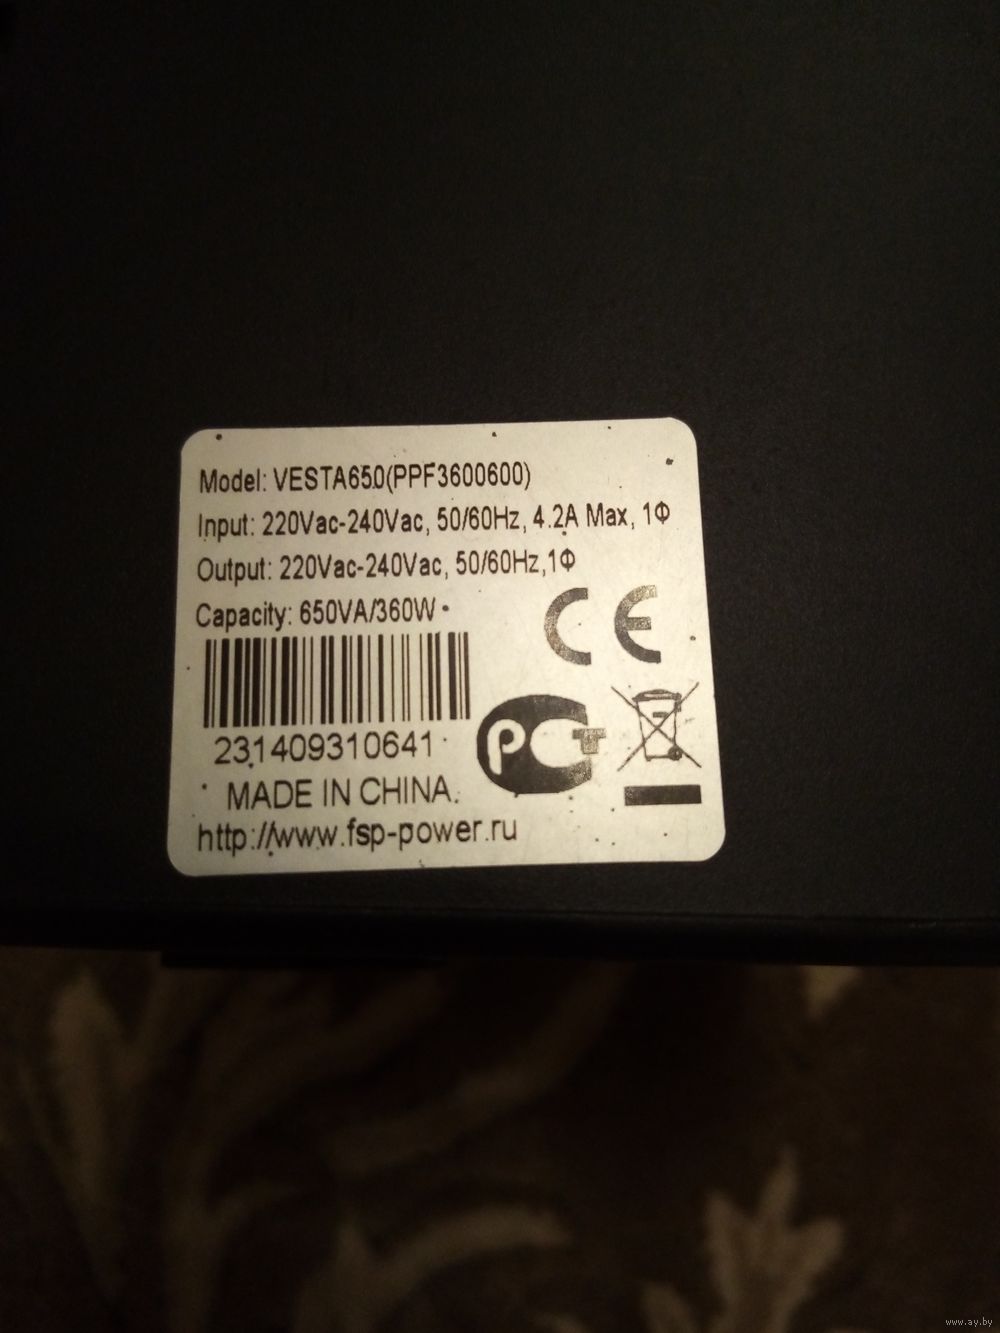 Model: VESTA650(PPF3600600)
Input: 220Vac-240Vac, 50/60Hz, 4.2A Max, 1Φ
Output: 220Vac-240Vac, 50/60Hz,1Φ
Capacity: 650VA/360W
CE
РСТ
231409310641
MADE IN CHINA.
http://www.fsp-power.ru
www.ay.by